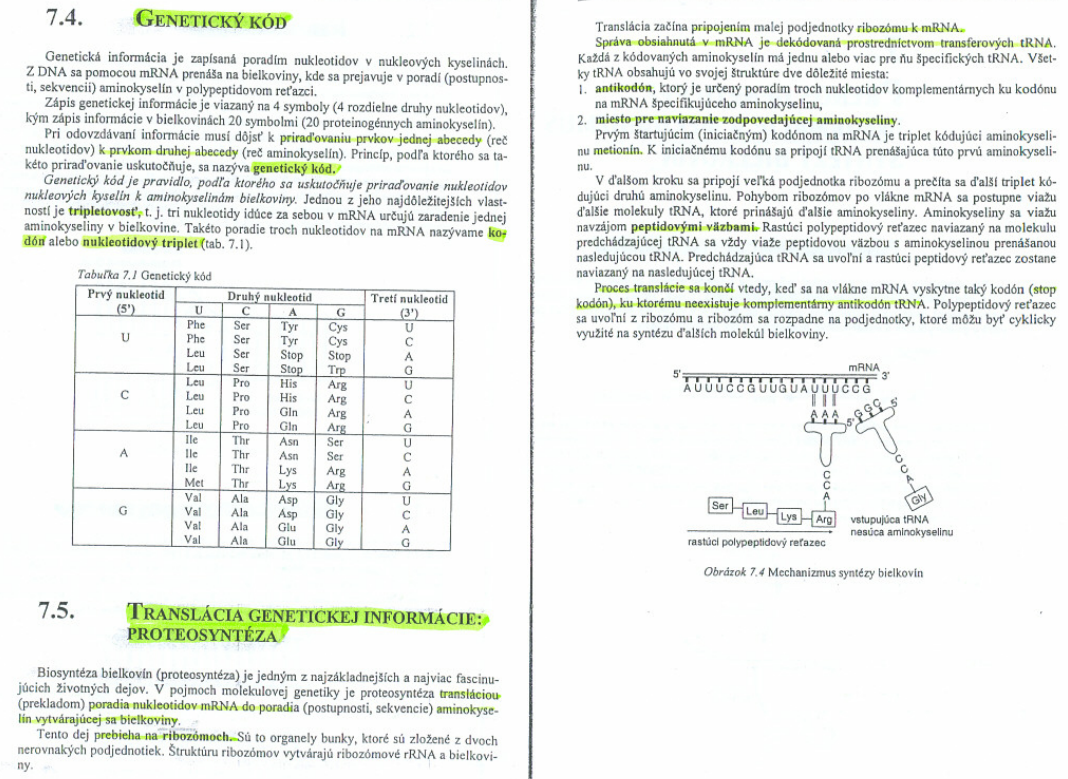 7.4. GENETICKÝ KÓD
Genetická informácia je zapísaná poradím nukleotidov v nukleových kyselinách.
Z DNA sa pomocou mRNA prenáša na bielkoviny, kde sa prejavuje v poradí (postupnos-
ti, sekvencii) aminokyselín v polypeptidovom reťazci.
Zápis genetickej informácie je viazaný na 4 symboly (4 rozdielne druhy nukleotidov),
kým zápis informácie v bielkovinách 20 symbolmi (20 proteinogénnych aminokyselín).
Pri odovzdávaní informácie musí dôjsť k priraďovaniu prvkov jednej abecedy (reč
nukleotidov) k prvkom druhej abecedy (reč aminokyselín). Princíp, podľa ktorého sa ta-
kéto priraďovanie uskutočňuje, sa nazýva genetický kód.
Genetický kód je pravidlo, podľa ktorého sa uskutočňuje priraďovanie nukleotidov
nukleových kyselín k aminokyselinám bielkoviny. Jednou z jeho najdôležitejších vlast-
ností je tripletovosť, t. j. tri nukleotidy idúce za sebou v mRNA určujú zaradenie jednej
aminokyseliny v bielkovine. Takéto poradie troch nukleotidov na mRNA nazývame ko-
dón alebo nukleotidový triplet (tab. 7.1).
Tabuľka 7.1 Genetický kód
Prvý nukleotid (5') Druhý nukleotid Tretí nukleotid (3')
U C A G
U
Phe Ser Tyr Cys U
Phe Ser Tyr Cys C
Leu Ser Stop Stop A
Leu Ser Stop Trp G
C
Leu Pro His Arg U
Leu Pro His Arg C
Leu Pro Gln Arg A
Leu Pro Gln Arg G
A
Ile Thr Asn Ser U
Ile Thr Asn Ser C
Ile Thr Lys Arg A
Met Thr Lys Arg G
G
Val Ala Asp Gly U
Val Ala Asp Gly C
Val Ala Glu Gly A
Val Ala Glu Gly G
7.5. TRANSLÁCIA GENETICKEJ INFORMÁCIE:
PROTEOSYNTÉZA
Biosyntéza bielkovín (proteosyntéza) je jedným z najzákladnejších a najviac fascinu-
júcich životných dejov. V pojmoch molekulovej genetiky je proteosyntéza transláciou
(prekladom) poradia nukleotidov mRNA do poradia (postupnosti, sekvencie) aminokyse-
lín vytvárajúcej sa bielkoviny.
Tento dej prebieha na ribozómoch. Sú to organely bunky, ktoré sú zložené z dvoch
nerovnakých podjednotiek. Štruktúru ribozómov vytvárajú ribozómové rRNA a bielkovi-
ny.
Translácia začína pripojením malej podjednotky ribozómu k mRNA.
Správa obsiahnutá v mRNA je dekódovaná prostredníctvom transferových tRNA.
Každá z kódovaných aminokyselín má jednu alebo viac pre ňu špecifických tRNA. Všet-
ky tRNA obsahujú vo svojej štruktúre dve dôležité miesta:
1. antikodón, ktorý je určený poradím troch nukleotidov komplementárnych ku kodónu
na mRNA špecifikujúceho aminokyselinu,
2. miesto pre naviazanie zodpovedajúcej aminokyseliny.
Prvým štartujúcim (iniciačným) kodónom na mRNA je triplet kódujúci aminokyseli-
nu metionín. K iniciačnému kodónu sa pripojí tRNA prenášajúca túto prvú aminokyseli-
nu.
V ďalšom kroku sa pripojí veľká podjednotka ribozómu a prečíta sa ďalší triplet kó-
dujúci druhú aminokyselinu. Pohybom ribozómov po vlákne mRNA sa postupne viažu
ďalšie molekuly tRNA, ktoré prinášajú ďalšie aminokyseliny. Aminokyseliny sa viažu
navzájom peptidovými väzbami. Rastúci polypeptidový reťazec naviazaný na molekulu
predchádzajúcej tRNA sa vždy viaže peptidovou väzbou s aminokyselinou prenášanou
nasledujúcou tRNA. Predchádzajúca tRNA sa uvoľní a rastúci peptidový reťazec zostane
naviazaný na nasledujúcej tRNA.
Proces translácie sa končí vtedy, keď sa na vlákne mRNA vyskytne taký kodón (stop
kodón), ku ktorému neexistuje komplementárny antikodón tRNA. Polypeptidový reťazec
sa uvoľní z ribozómu a ribozóm sa rozpadne na podjednotky, ktoré môžu byť cyklicky
využité na syntézu ďalších molekúl bielkoviny.
mRNA
5' 3'
AUUUCCGUUGUAUUUCCG
AAA 5' GGC 5'
C C A
C C A
Ser Leu Lys Arg Gly
vstupujúca tRNA
nesúca aminokyselinu
rastúci polypeptidový reťazec
Obrázok 7.4 Mechanizmus syntézy bielkovín